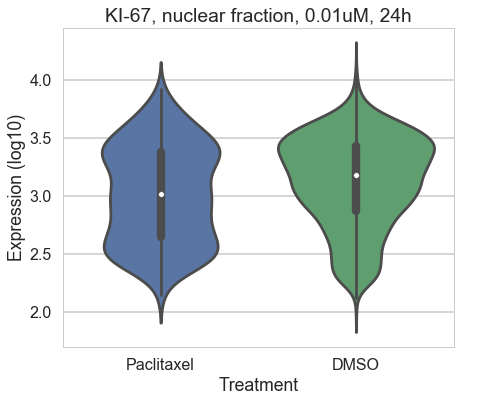 KI-67, nuclear fraction, 0.01uM, 24h
Expression (log10)
4.0
3.5
3.0
2.5
2.0
Paclitaxel DMSO
Treatment